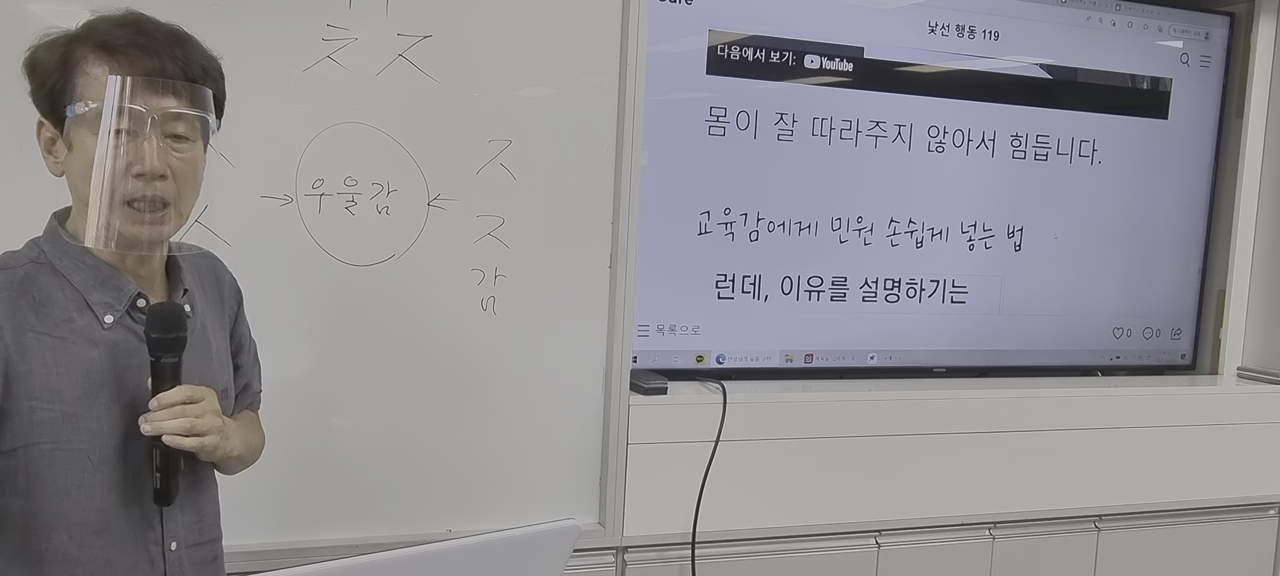 ㅊ ㅈ
우울감
ㅈ
ㅈ
감
낯선 행동 119
다음에서 보기: YouTube
몸이 잘 따라주지 않아서 힘듭니다.
교육감에게 민원 손쉽게 넣는 법
런데, 이유를 설명하기는
목록으로
0 0